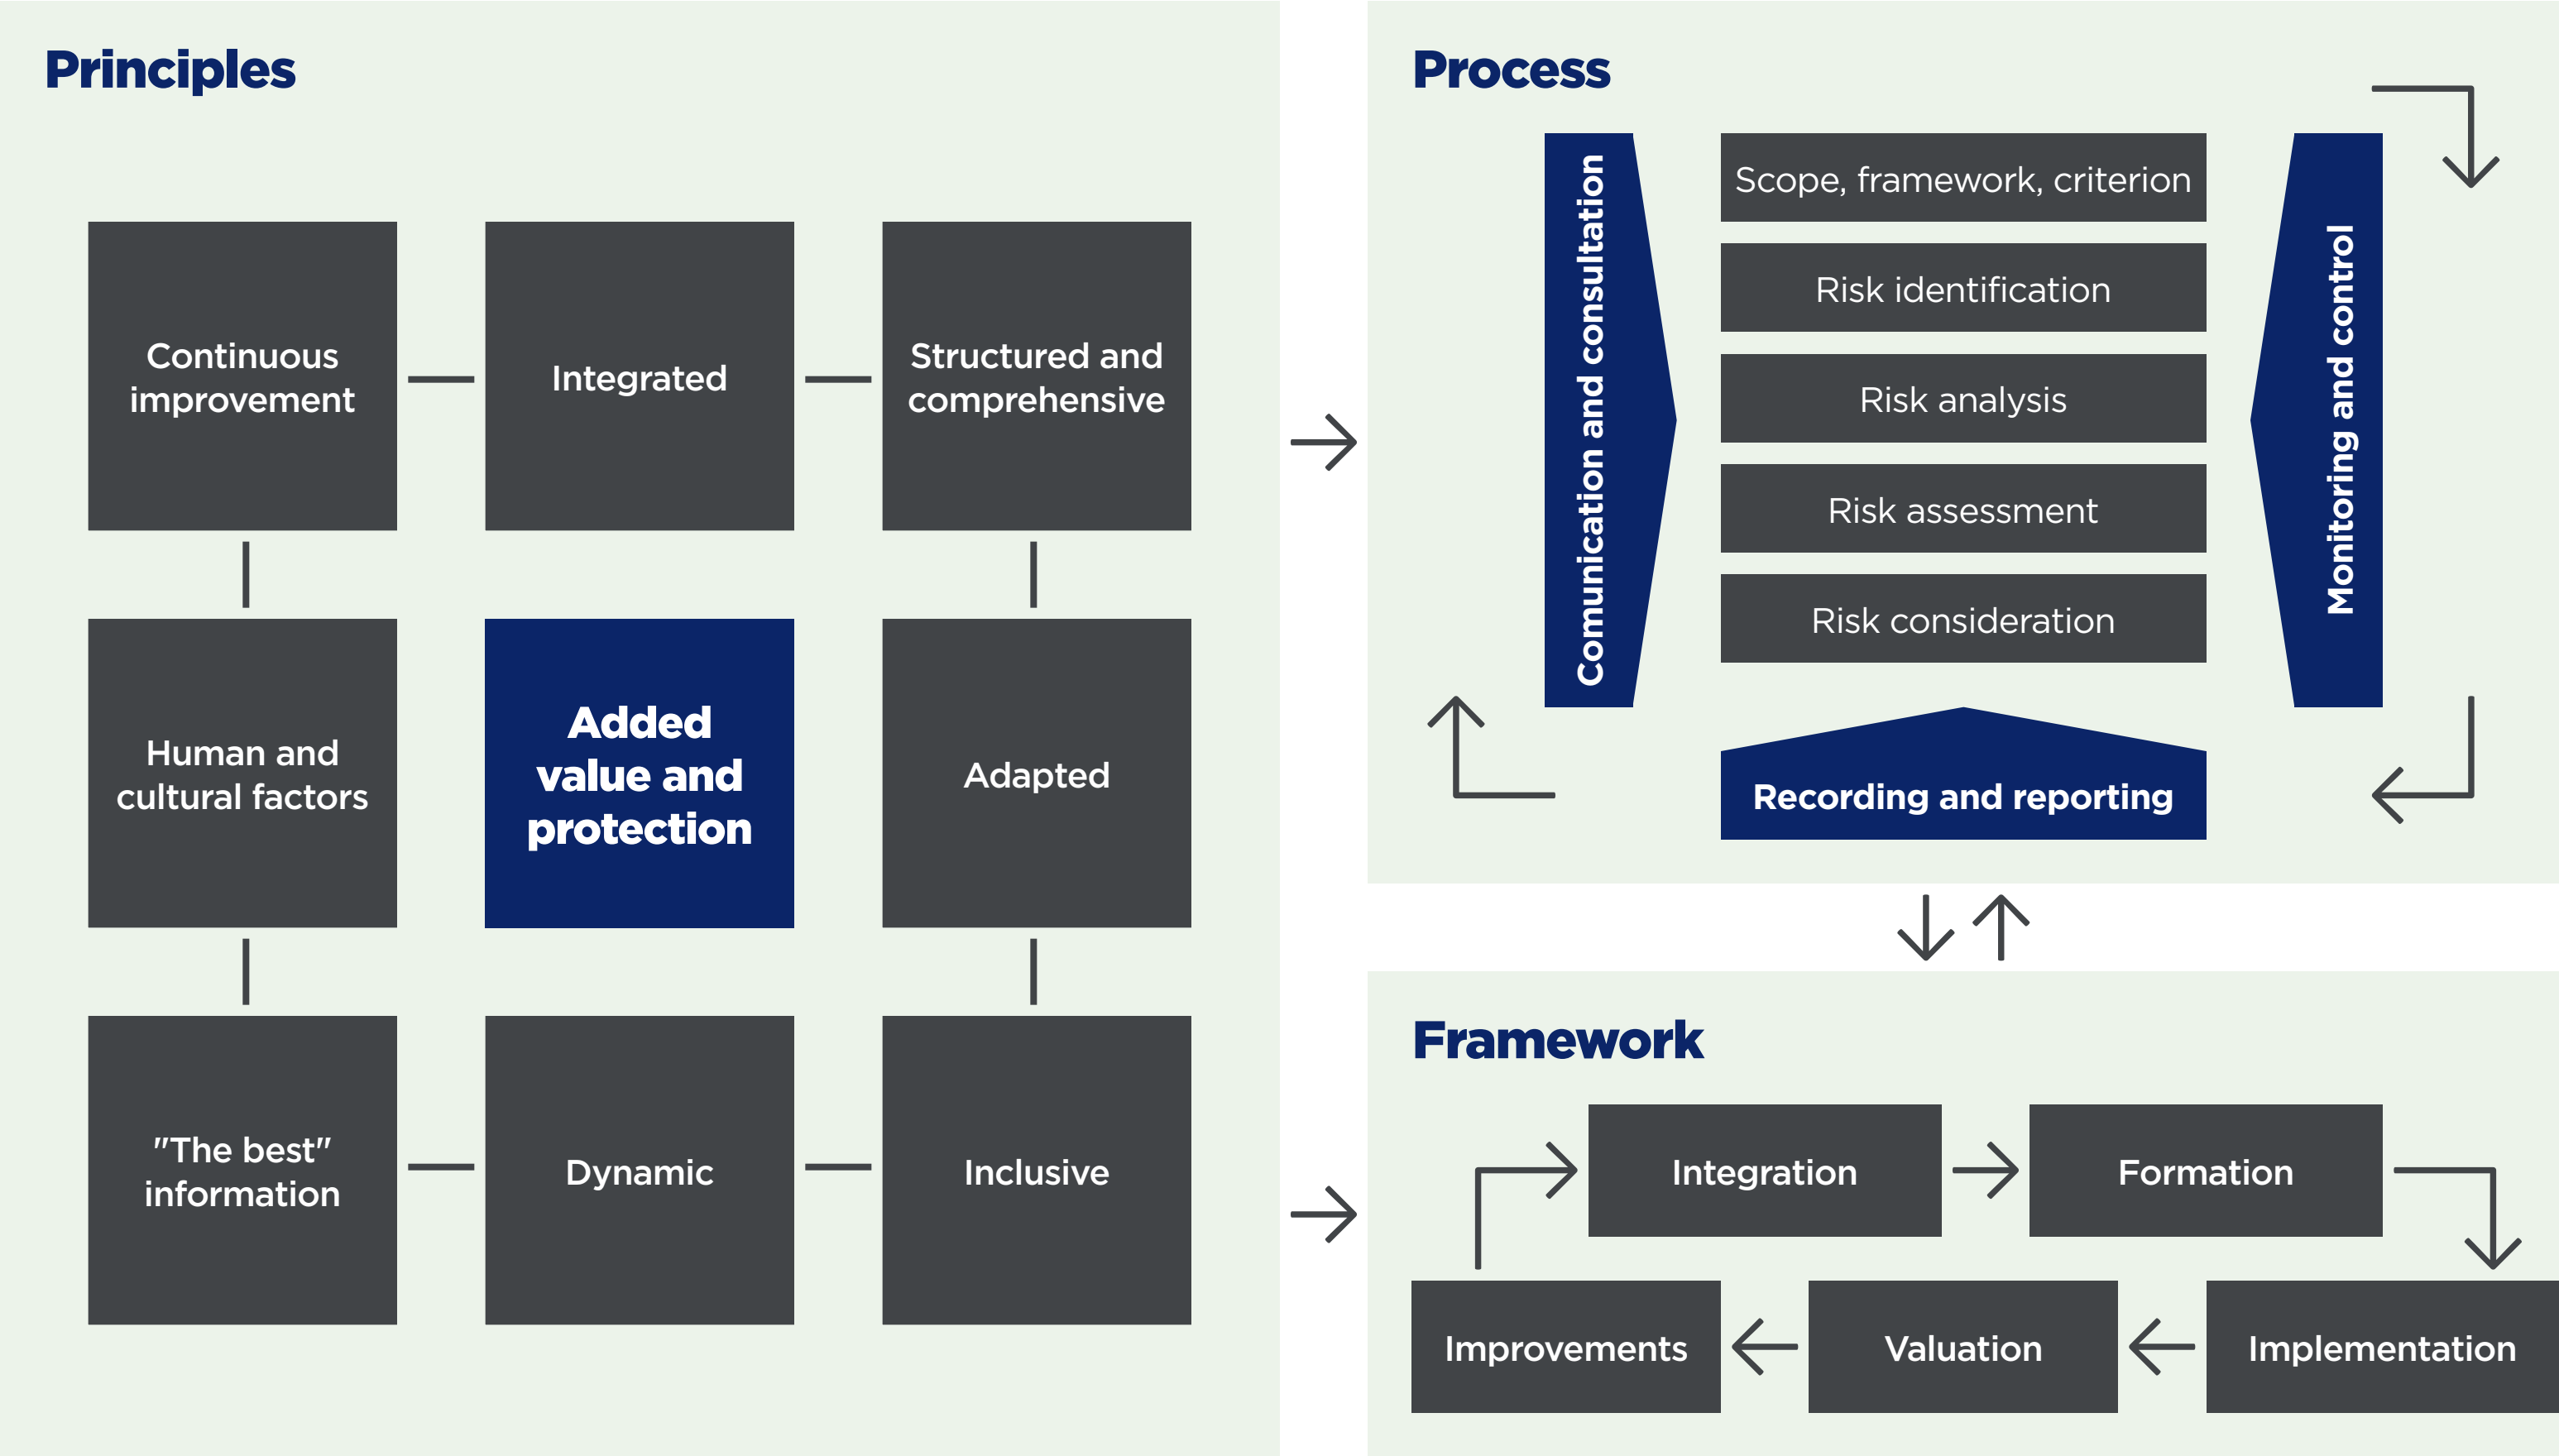 Principles
Continuous
improvement
Integrated
Structured and
comprehensive
Human and
cultural factors
Added
value and
protection
Adapted
"The best"
information
Dynamic
Inclusive
Process
Comunication and consultation
Scope, framework, criterion
Risk identification
Risk analysis
Risk assessment
Risk consideration
Monitoring and control
Recording and reporting
Framework
Integration
Formation
Improvements
Valuation
Implementation